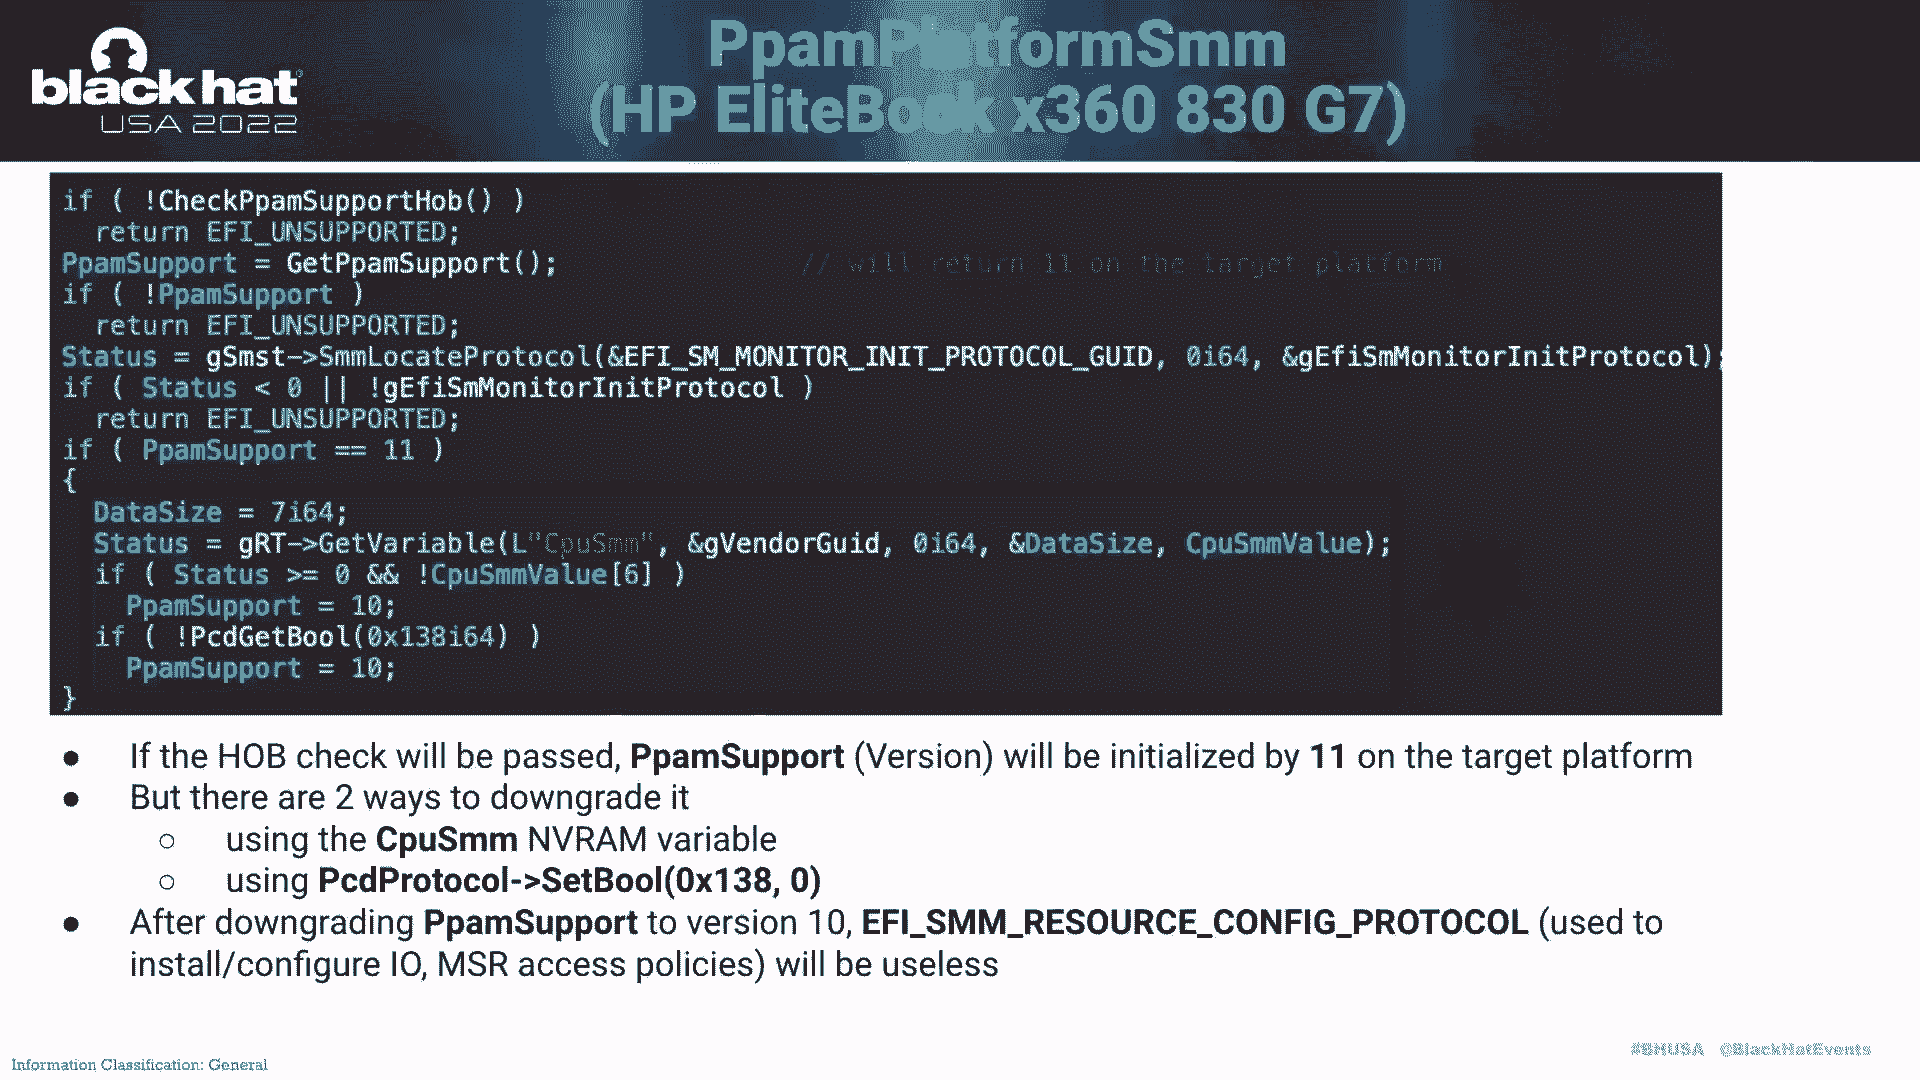 black hat
USA 2022
PpamPlatformSmm
(HP EliteBook x360 830 G7)
if ( !CheckPpamSupportHob() )
return EFI_UNSUPPORTED;
PpamSupport = GetPpamSupport(); // will return 11 on the target platform
if ( !PpamSupport )
return EFI_UNSUPPORTED;
Status = gSmst->SmmLocateProtocol(&EFI_SM_MONITOR_INIT_PROTOCOL_GUID, 0i64, &gEfiSmMonitorInitProtocol);
if ( Status < 0 || !gEfiSmMonitorInitProtocol )
return EFI_UNSUPPORTED;
if ( PpamSupport == 11 )
{
DataSize = 7i64;
Status = gRT->GetVariable(L"CpuSmm", &gVendorGuid, 0i64, &DataSize, CpuSmmValue);
if ( Status >= 0 && !CpuSmmValue[6] )
PpamSupport = 10;
if ( !PcdGetBool(0x138i64) )
PpamSupport = 10;
}
● If the HOB check will be passed, PpamSupport (Version) will be initialized by 11 on the target platform
● But there are 2 ways to downgrade it
○ using the CpuSmm NVRAM variable
○ using PcdProtocol->SetBool(0x138, 0)
● After downgrading PpamSupport to version 10, EFI_SMM_RESOURCE_CONFIG_PROTOCOL (used to
install/configure IO, MSR access policies) will be useless
Information Classification: General
#BHUSA @BlackHatEvents